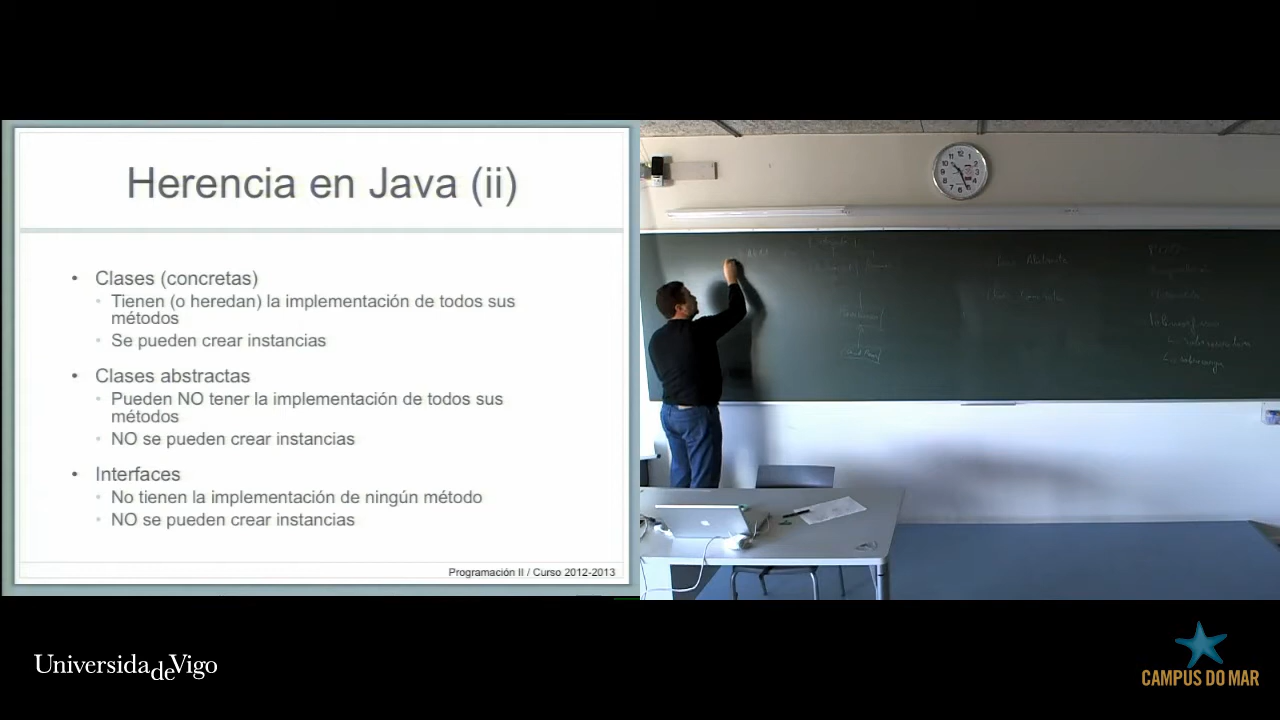 Herencia en Java (ii)
• Clases (concretas)
• Tienen (o heredan) la implementación de todos sus
métodos
• Se pueden crear instancias
• Clases abstractas
• Pueden NO tener la implementación de todos sus
métodos
• NO se pueden crear instancias
• Interfaces
• No tienen la implementación de ningún método
• NO se pueden crear instancias
Programación II / Curso 2012-2013
Universidade de Vigo
CAMPUS DO MAR